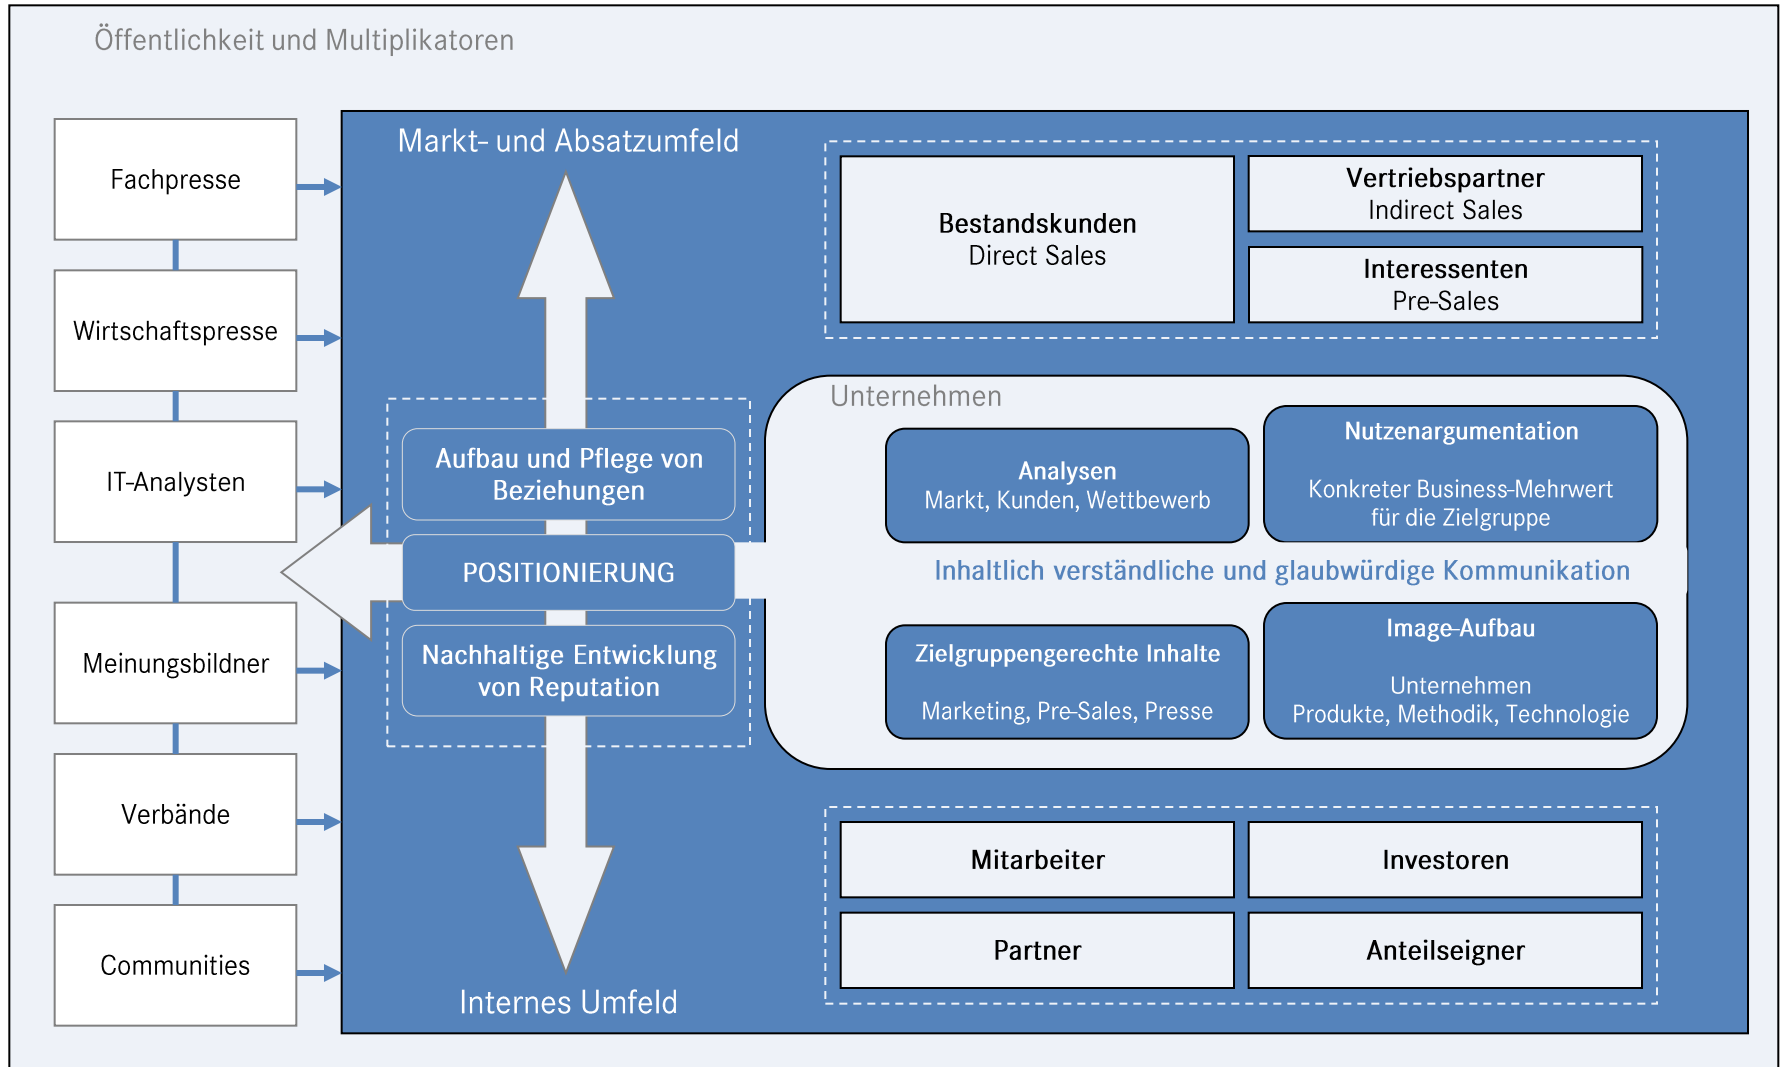 Öffentlichkeit und Multiplikatoren
Fachpresse
Wirtschaftspresse
IT-Analysten
Meinungsbildner
Verbände
Communities
Markt- und Absatzumfeld
Aufbau und Pflege von
Beziehungen
POSITIONIERUNG
Nachhaltige Entwicklung
von Reputation
Internes Umfeld
Bestandskunden
Direct Sales
Vertriebspartner
Indirect Sales
Interessenten
Pre-Sales
Unternehmen
Analysen
Markt, Kunden, Wettbewerb
Nutzenargumentation
Konkreter Business-Mehrwert
für die Zielgruppe
Inhaltlich verständliche und glaubwürdige Kommunikation
Zielgruppengerechte Inhalte
Marketing, Pre-Sales, Presse
Image-Aufbau
Unternehmen
Produkte, Methodik, Technologie
Mitarbeiter
Investoren
Partner
Anteilseigner